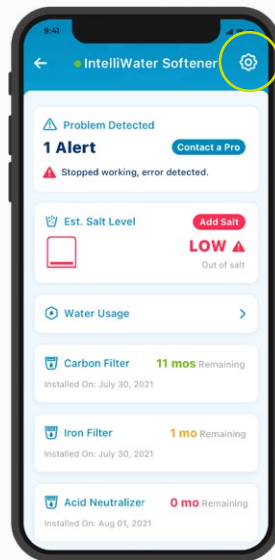 9:41
IntelliWater Softener
Problem Detected
1 Alert
Contact a Pro
Stopped working, error detected.
Est. Salt Level
Add Salt
LOW
Out of salt
Water Usage
Carbon Filter 11 mos Remaining
Installed On: July 30, 2021
Iron Filter 1 mo Remaining
Installed On: July 30, 2021
Acid Neutralizer 0 mo Remaining
Installed On: Aug 01, 2021